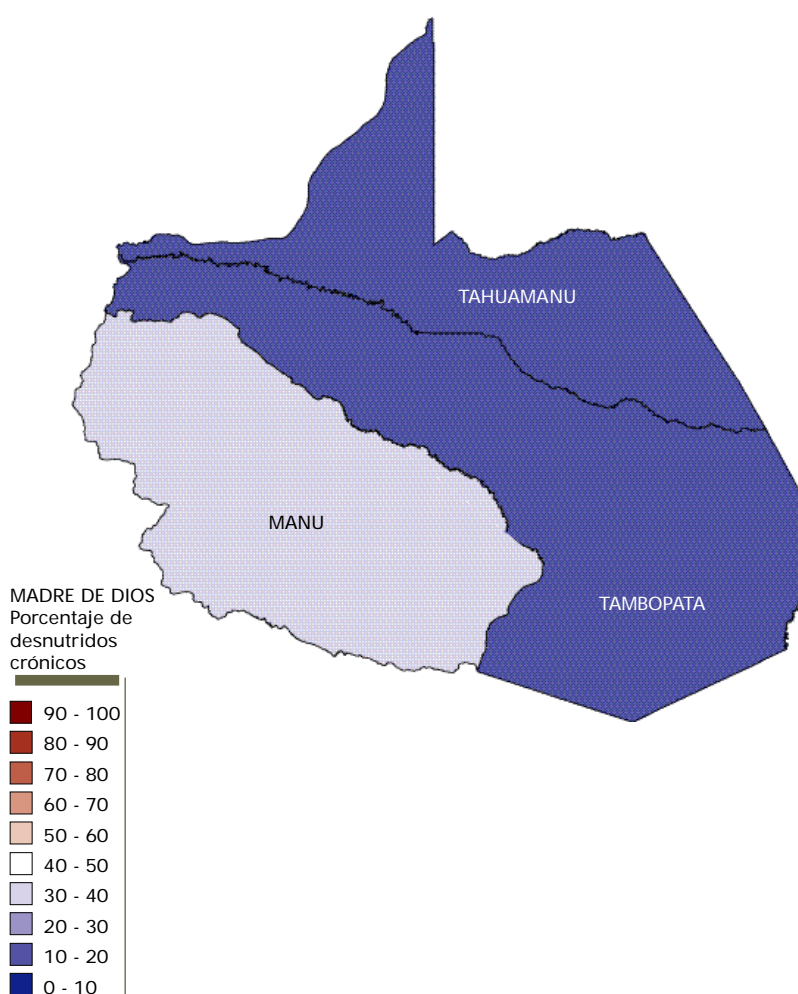 TAHUAMANU
MANU
TAMBOPATA
MADRE DE DIOS
Porcentaje de
desnutridos
crónicos
90 - 100
80 - 90
70 - 80
60 - 70
50 - 60
40 - 50
30 - 40
20 - 30
10 - 20
0 - 10